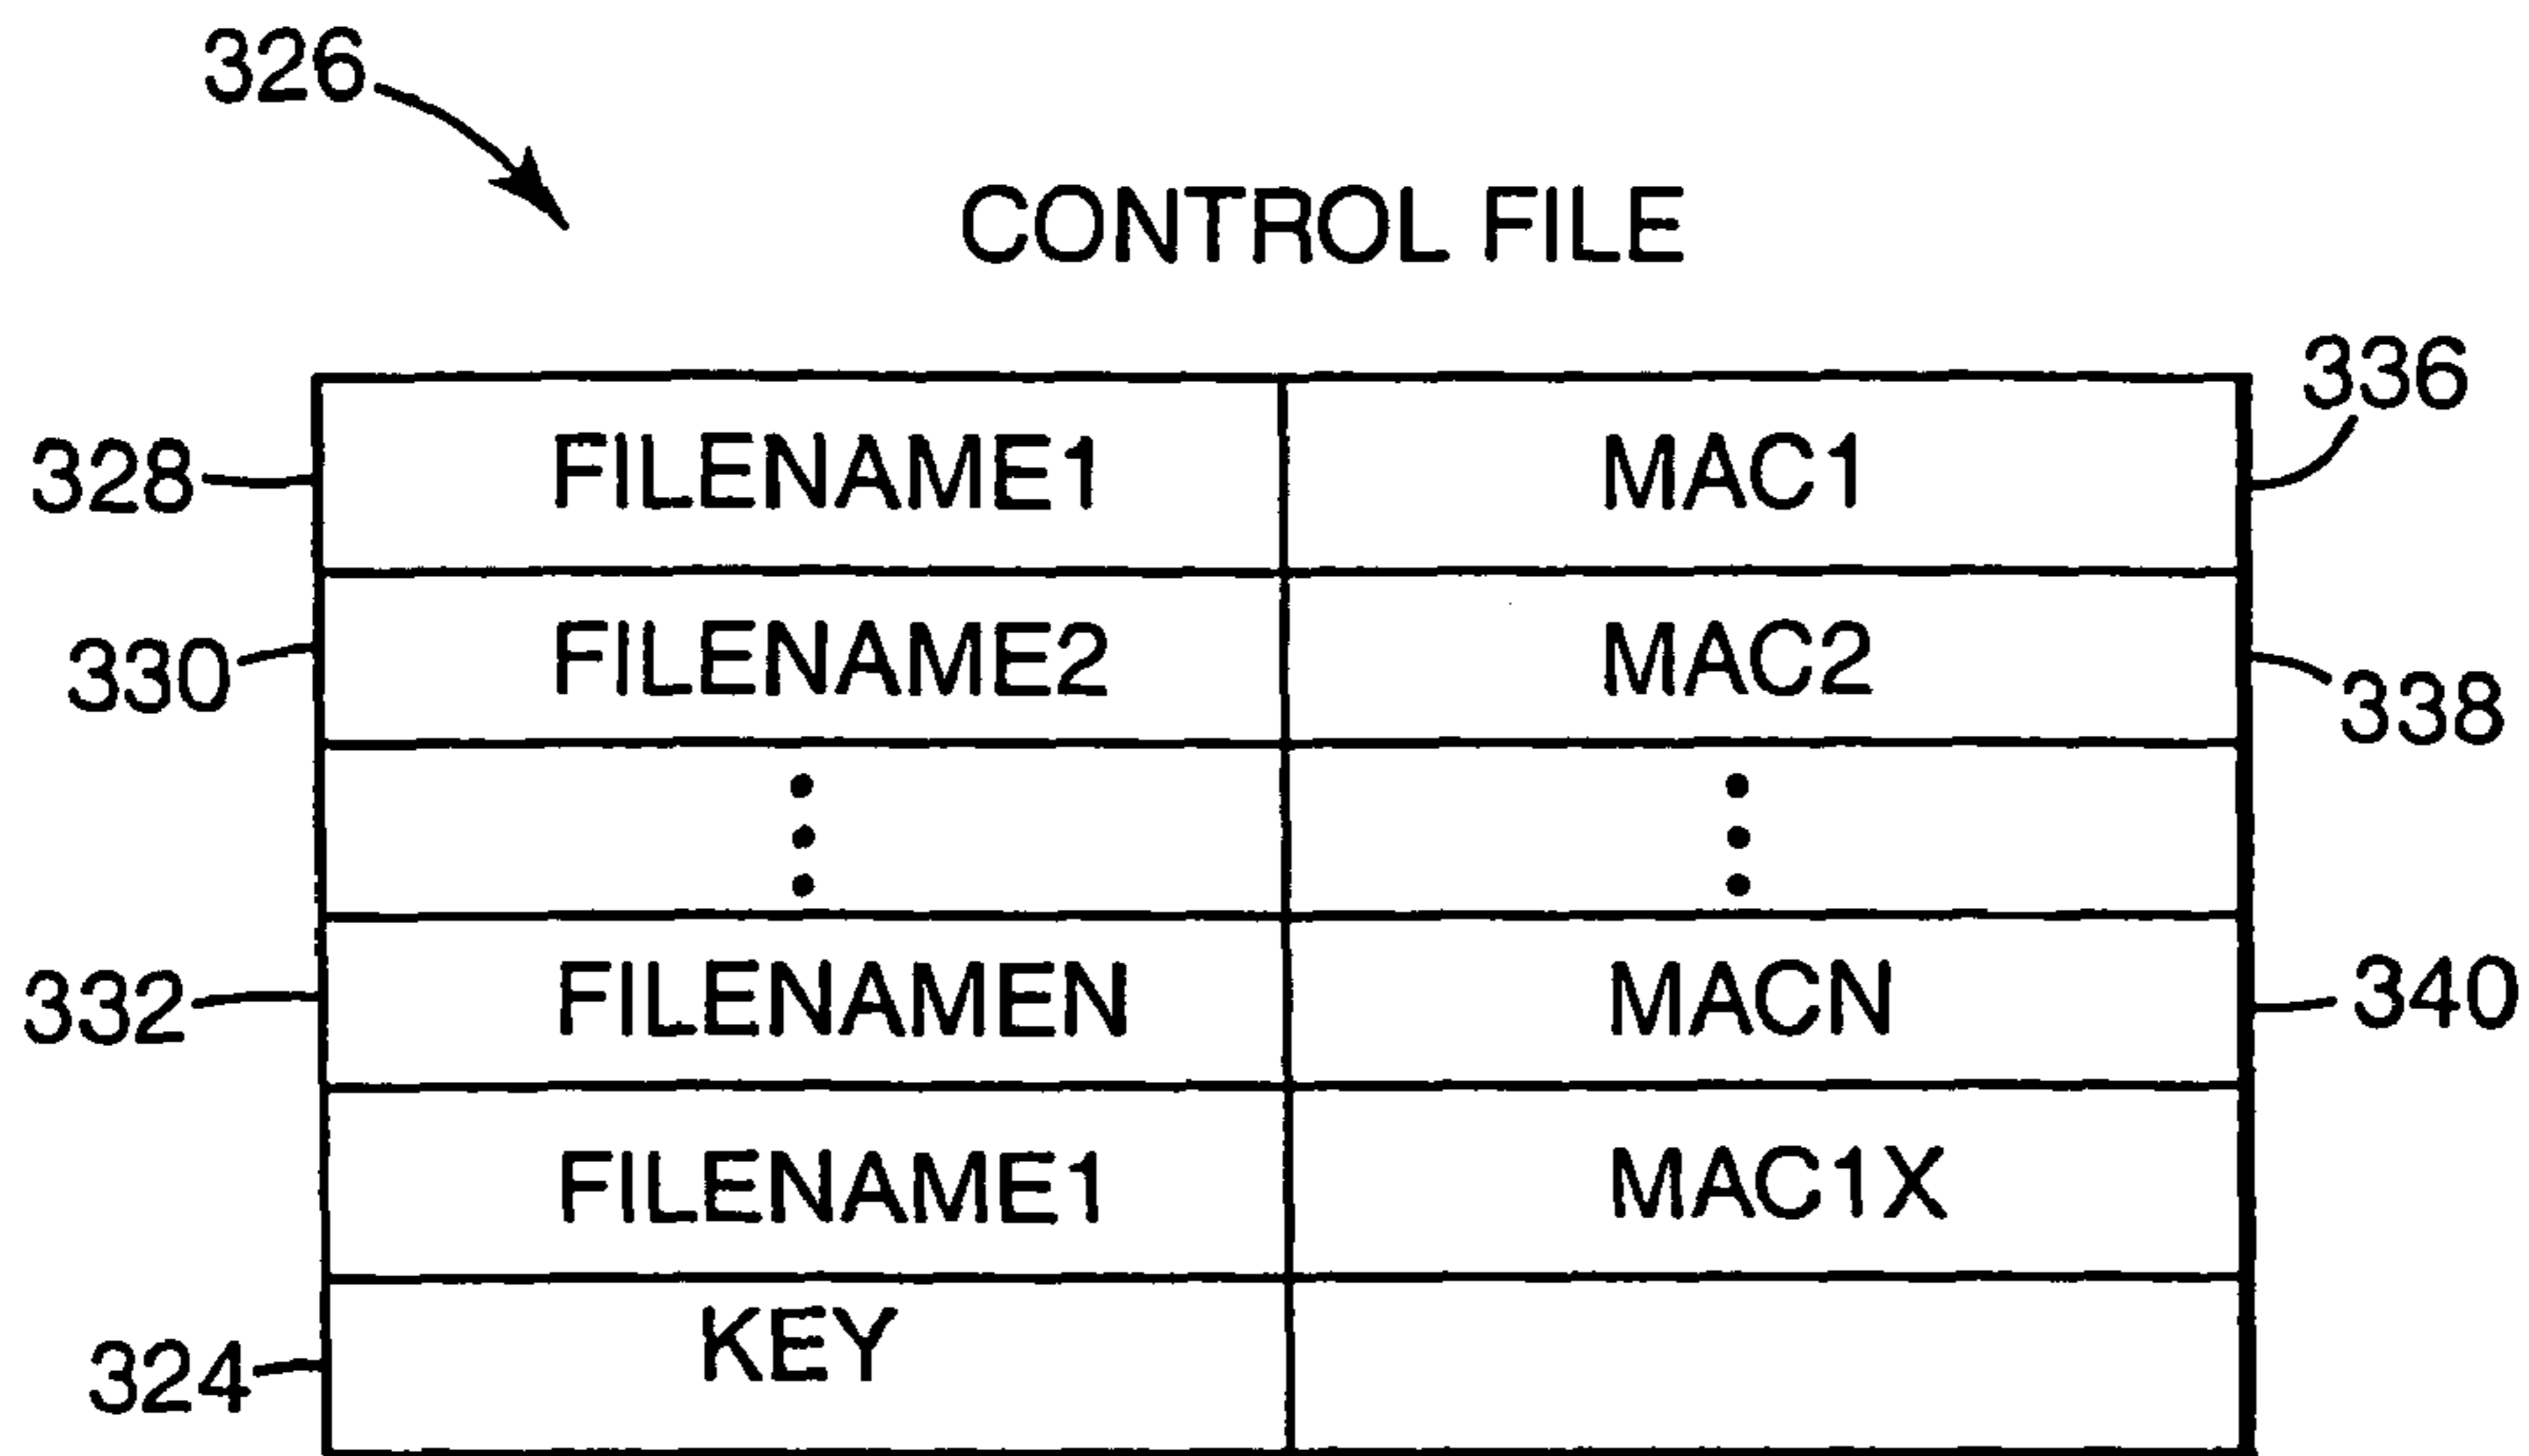 326
CONTROL FILE
328 FILENAME1 MAC1 336
330 FILENAME2 MAC2 338
332 FILENAMEN MACN 340
FILENAME1 MAC1X
324 KEY